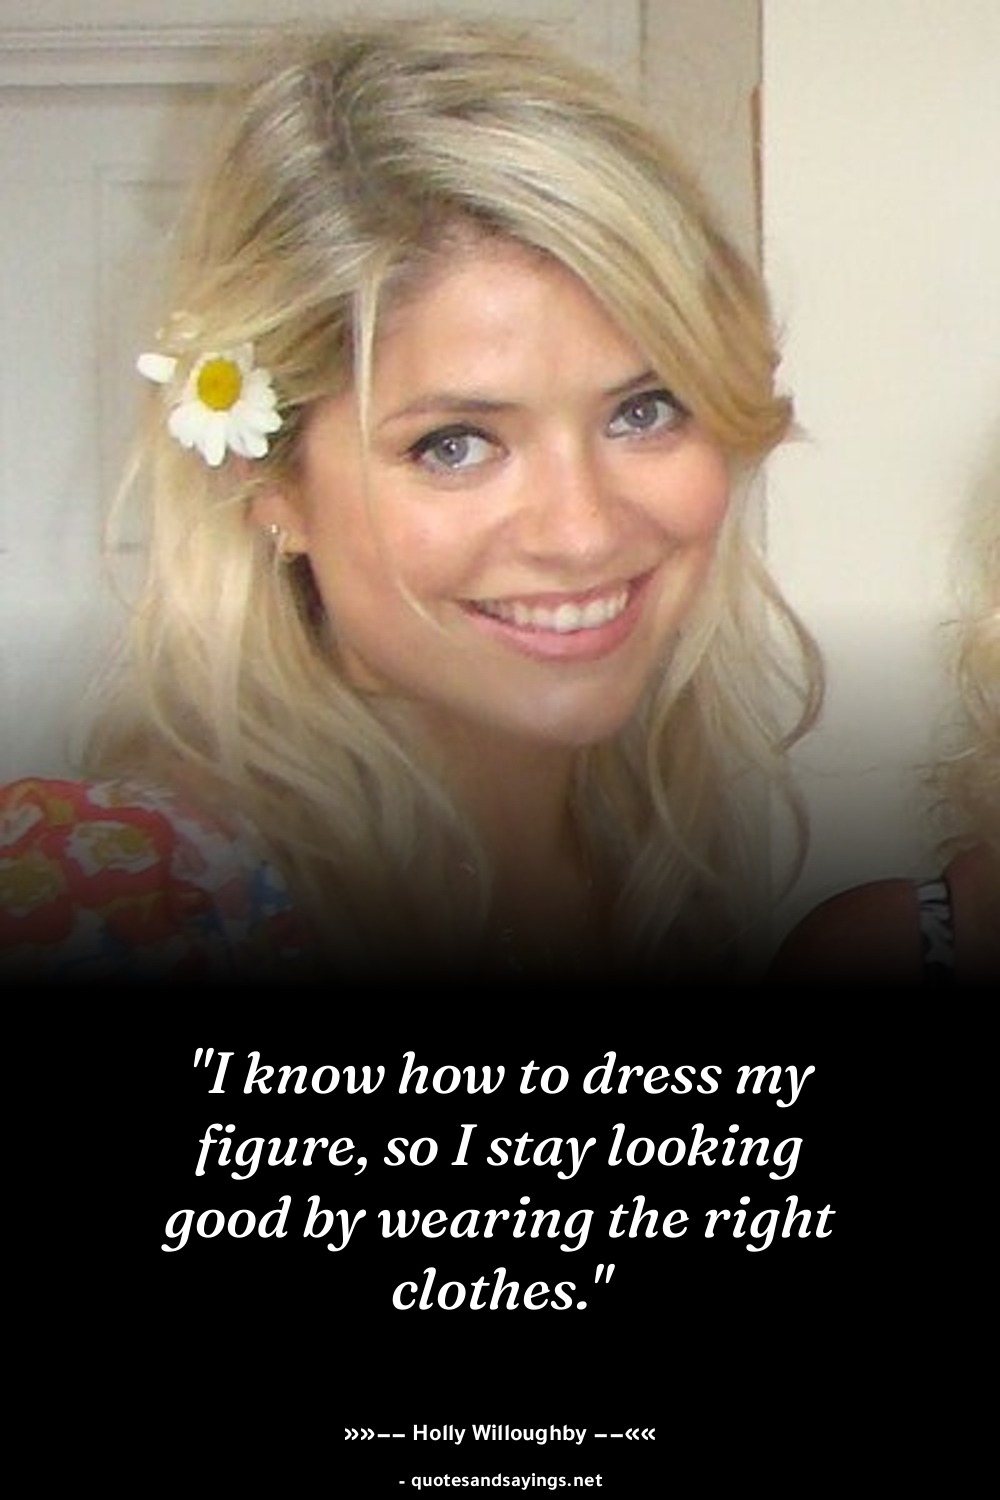 "I know how to dress my
figure, so I stay looking
good by wearing the right
clothes."
»»−− Holly Willoughby −−««
- quotesandsayings.net